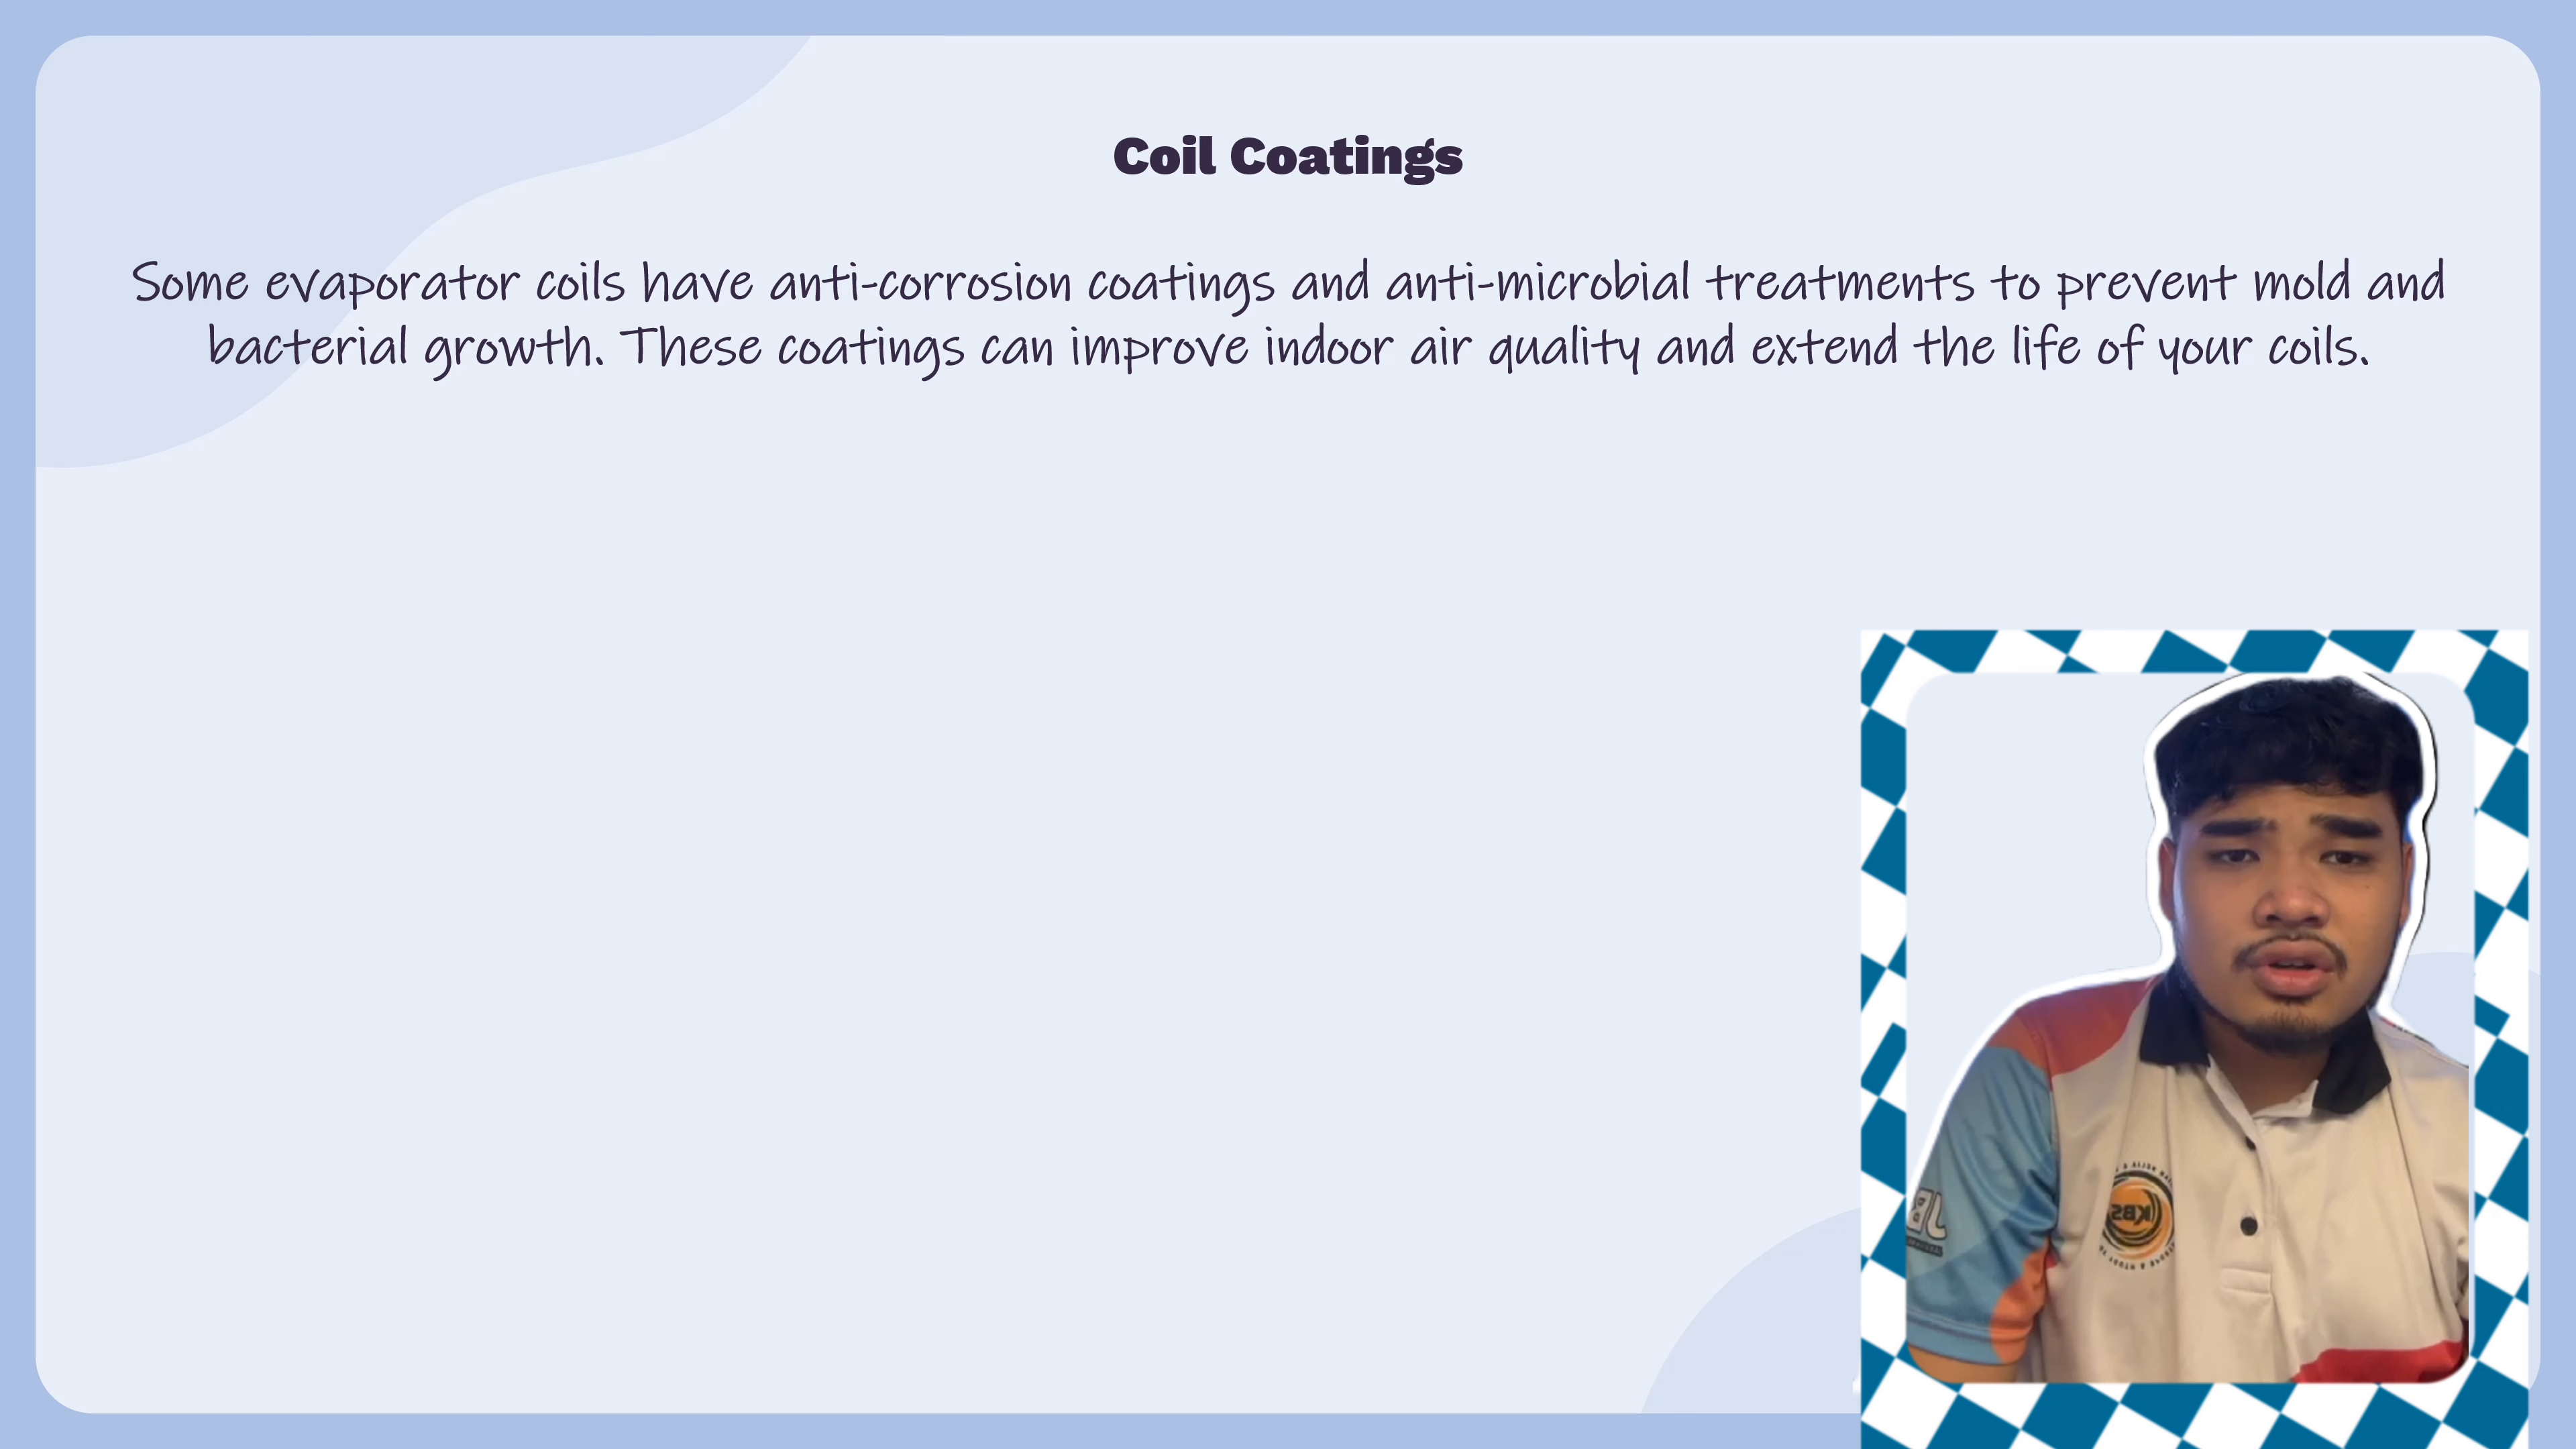 Coil Coatings
Some evaporator coils have anti-corrosion coatings and anti-microbial treatments to prevent mold and
bacterial growth. These coatings can improve indoor air quality and extend the life of your coils.
KBS